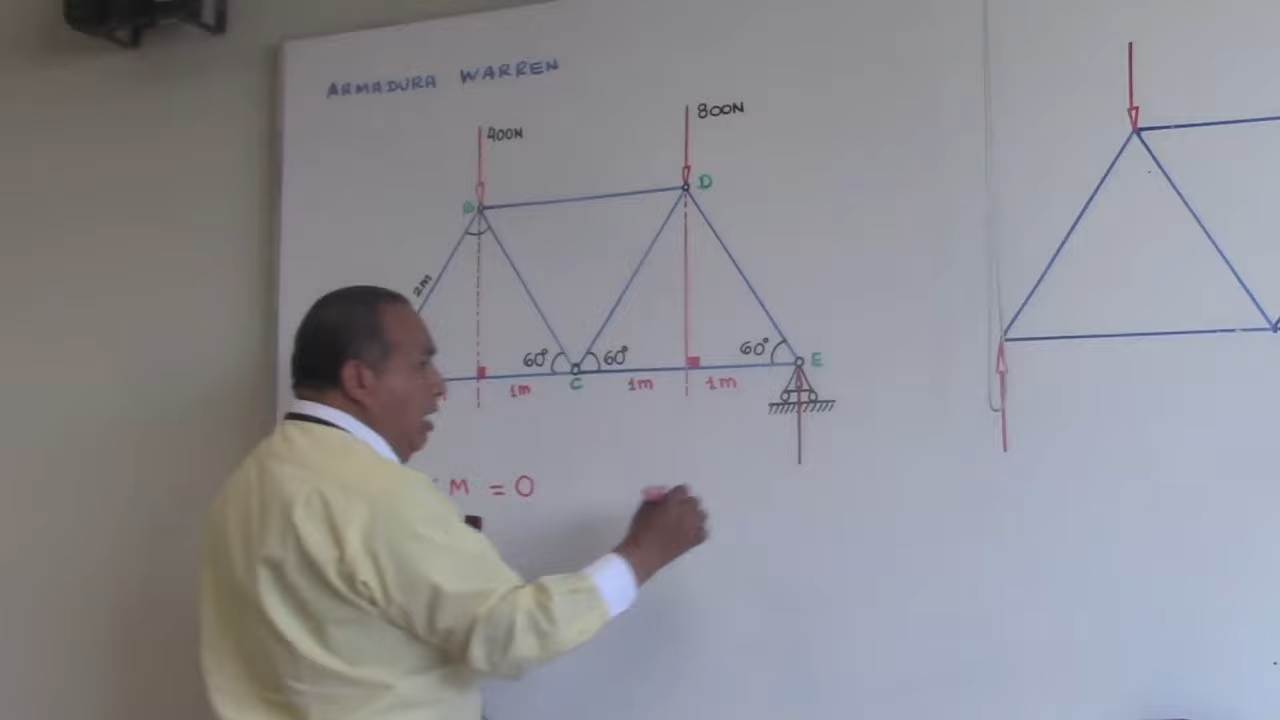 ARMADURA WARREN
400N
800N
B
D
2m
60°
60°
60°
E
1m
C
1m
1m
M = 0